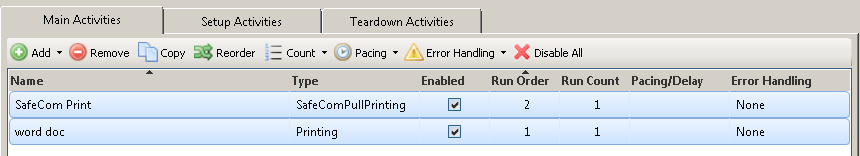 Main Activities Setup Activities Teardown Activities
Add Remove Copy Reorder Count Pacing Error Handling Disable All
Name Type Enabled Run Order Run Count Pacing/Delay Error Handling
SafeCom Print SafeComPullPrinting 2 1 None
word doc Printing 1 1 None